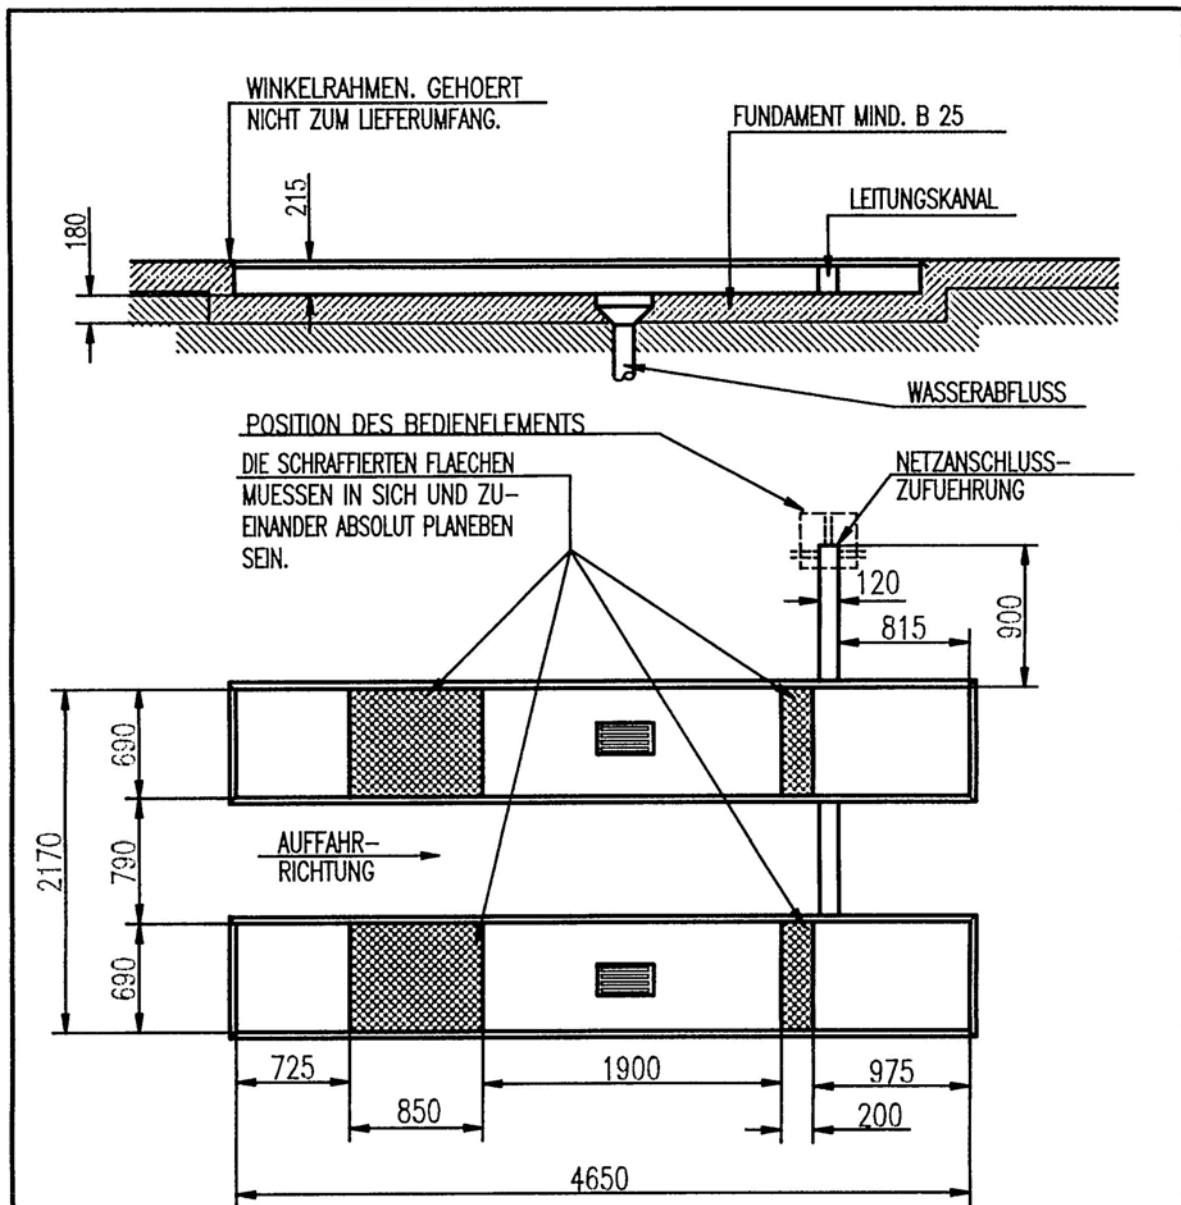 WINKELRAHMEN. GEHOERT
NICHT ZUM LIEFERUMFANG.
FUNDAMENT MIND. B 25
215
180
LEITUNGSKANAL
WASSERABFLUSS
POSITION DES BEDIENELEMENTS
DIE SCHRAFFIERTEN FLAECHEN
MUESSEN IN SICH UND ZU-
EINANDER ABSOLUT PLANEBEN
SEIN.
NETZANSCHLUSS-
ZUFUEHRUNG
120
815
900
690
790
690
2170
AUFFAHR-
RICHTUNG
725
1900
975
850
200
4650